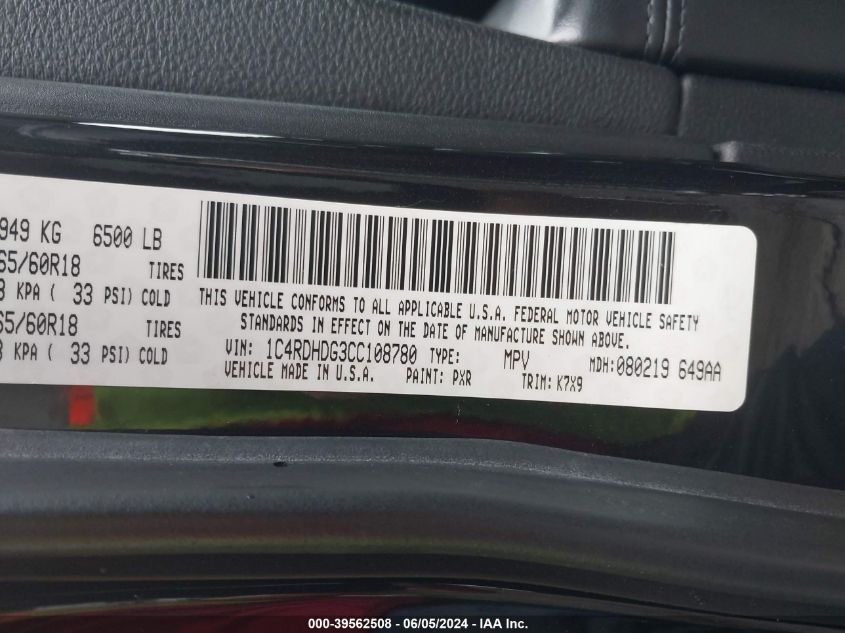 949 KG 6500 LB
65/60R18 TIRES
KPA ( 33 PSI) COLD
65/60R18 TIRES
KPA ( 33 PSI) COLD
THIS VEHICLE CONFORMS TO ALL APPLICABLE U.S.A. FEDERAL MOTOR VEHICLE SAFETY
STANDARDS IN EFFECT ON THE DATE OF MANUFACTURE SHOWN ABOVE.
VIN: 1C4RDHDG3CC108780 TYPE: MPV MDH:080219 649AA
VEHICLE MADE IN U.S.A. PAINT: PXR TRIM: K7X9
000-39562508 - 06/05/2024 - IAA Inc.